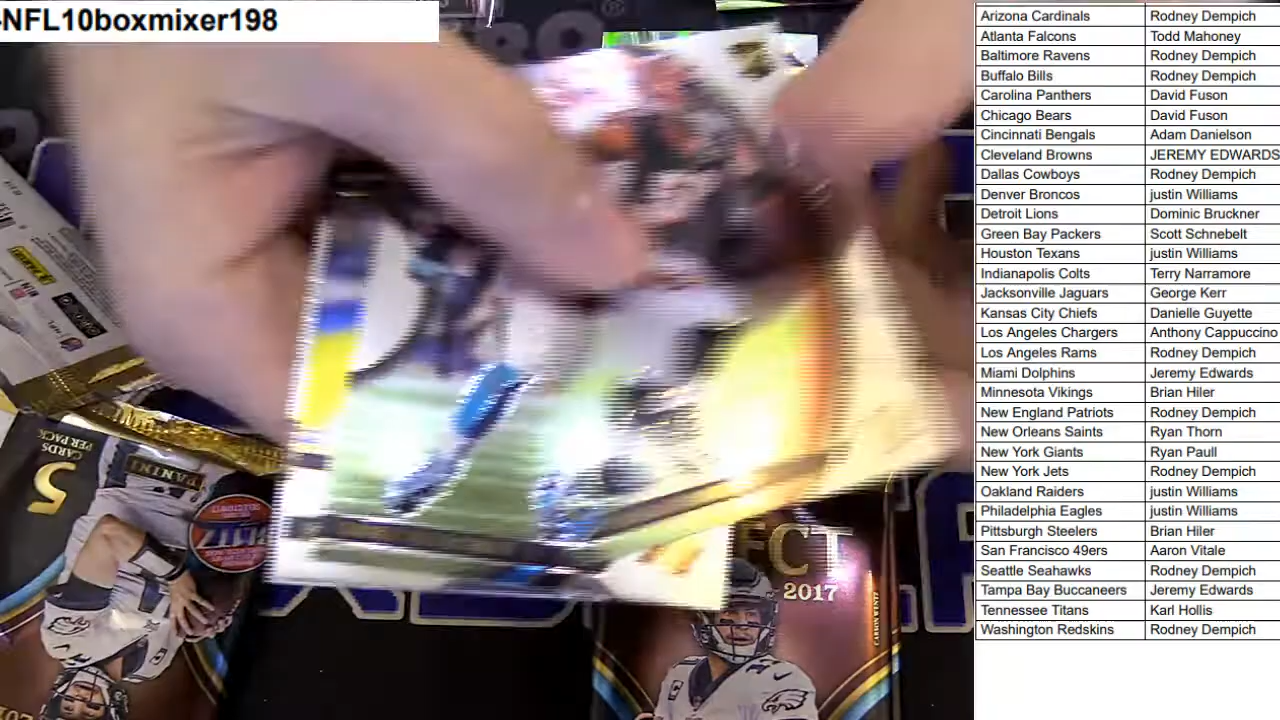 NFL10boxmixer198
Arizona Cardinals Rodney Dempich
Atlanta Falcons Todd Mahoney
Baltimore Ravens Rodney Dempich
Buffalo Bills Rodney Dempich
Carolina Panthers David Fuson
Chicago Bears David Fuson
Cincinnati Bengals Adam Danielson
Cleveland Browns JEREMY EDWARDS
Dallas Cowboys Rodney Dempich
Denver Broncos justin Williams
Detroit Lions Dominic Bruckner
Green Bay Packers Scott Schnebelt
Houston Texans justin Williams
Indianapolis Colts Terry Narramore
Jacksonville Jaguars George Kerr
Kansas City Chiefs Danielle Guyette
Los Angeles Chargers Anthony Cappuccino
Los Angeles Rams Rodney Dempich
Miami Dolphins Jeremy Edwards
Minnesota Vikings Brian Hiler
New England Patriots Rodney Dempich
New Orleans Saints Ryan Thorn
New York Giants Ryan Paull
New York Jets Rodney Dempich
Oakland Raiders justin Williams
Philadelphia Eagles justin Williams
Pittsburgh Steelers Brian Hiler
San Francisco 49ers Aaron Vitale
Seattle Seahawks Rodney Dempich
Tampa Bay Buccaneers Jeremy Edwards
Tennessee Titans Karl Hollis
Washington Redskins Rodney Dempich
5
CARDS
PER PACK
PANINI
ECT
2017
CARSON WENTZ